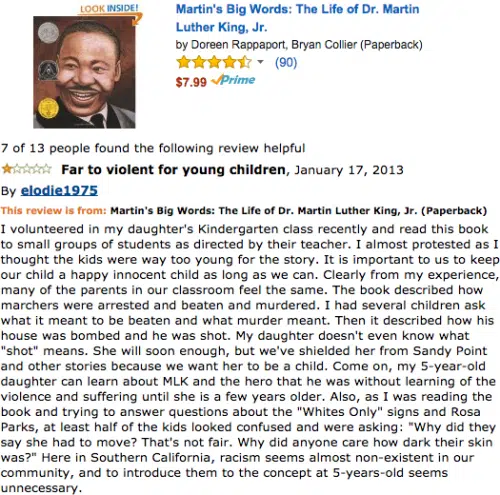 LOOK INSIDE!
Martin's Big Words: The Life of Dr. Martin
Luther King, Jr.
by Doreen Rappaport, Bryan Collier (Paperback)
(90)
$7.99 Prime
7 of 13 people found the following review helpful
Far to violent for young children, January 17, 2013
By elodie1975
This review is from: Martin's Big Words: The Life of Dr. Martin Luther King, Jr. (Paperback)
I volunteered in my daughter's Kindergarten class recently and read this book
to small groups of students as directed by their teacher. I almost protested as I
thought the kids were way too young for the story. It is important to us to keep
our child a happy innocent child as long as we can. Clearly from my experience,
many of the parents in our classroom feel the same. The book described how
marchers were arrested and beaten and murdered. I had several children ask
what it meant to be beaten and what murder meant. Then it described how his
house was bombed and he was shot. My daughter doesn't even know what
"shot" means. She will soon enough, but we've shielded her from Sandy Point
and other stories because we want her to be a child. Come on, my 5-year-old
daughter can learn about MLK and the hero that he was without learning of the
violence and suffering until she is a few years older. Also, as I was reading the
book and trying to answer questions about the "Whites Only" signs and Rosa
Parks, at least half of the kids looked confused and were asking: "Why did they
say she had to move? That's not fair. Why did anyone care how dark their skin
was?" Here in Southern California, racism seems almost non-existent in our
community, and to introduce them to the concept at 5-years-old seems
unnecessary.